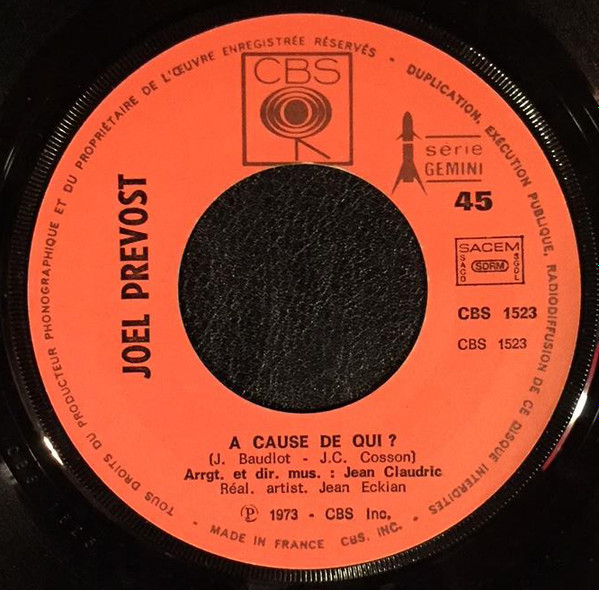 TOUS DROITS DU PRODUCTEUR PHONOGRAPHIQUE ET DU PROPRIÉTAIRE DE L'ŒUVRE ENREGISTRÉE RÉSERVÉS - DUPLICATION, EXÉCUTION PUBLIQUE, RADIODIFFUSION DE CE DISQUE INTERDITES
CBS
série
GEMINI
45
JOEL PREVOST
SACEM
SACD
SDRM
SGDL
CBS 1523
CBS 1523
A CAUSE DE QUI ?
(J. Baudlot - J.C. Cosson)
Arrgt. et dir. mus. : Jean Claudric
Réal. artist. Jean Eckian
Ⓟ 1973 - CBS Inc.
- MADE IN FRANCE CBS. INC. -